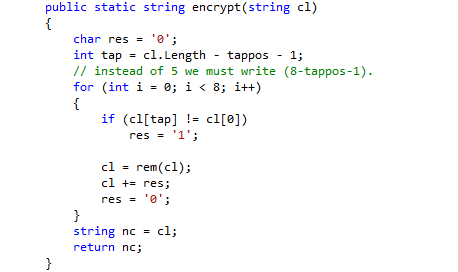 public static string encrypt(string cl)
{
char res = '0';
int tap = cl.Length - tappos - 1;
// instead of 5 we must write (8-tappos-1).
for (int i = 0; i < 8; i++)
{
if (cl[tap] != cl[0])
res = '1';
cl = rem(cl);
cl += res;
res = '0';
}
string nc = cl;
return nc;
}